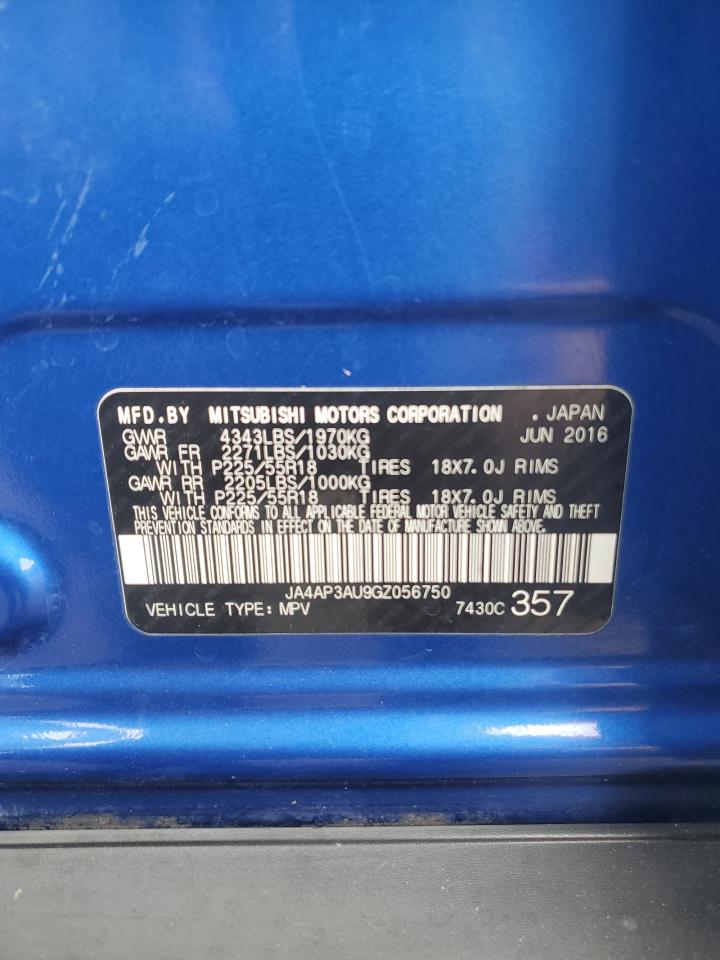 MFD.BY MITSUBISHI MOTORS CORPORATION . JAPAN
GVWR 4343LBS/1970KG JUN 2016
GAWR FR 2271LBS/1030KG
WITH P225/55R18 TIRES 18X7.0J RIMS
GAWR RR 2205LBS/1000KG
WITH P225/55R18 TIRES 18X7.0J RIMS
THIS VEHICLE CONFORMS TO ALL APPLICABLE FEDERAL MOTOR VEHICLE SAFETY AND THEFT
PREVENTION STANDARDS IN EFFECT ON THE DATE OF MANUFACTURE SHOWN ABOVE.
JA4AP3AU9GZ056750
VEHICLE TYPE: MPV 7430C 357